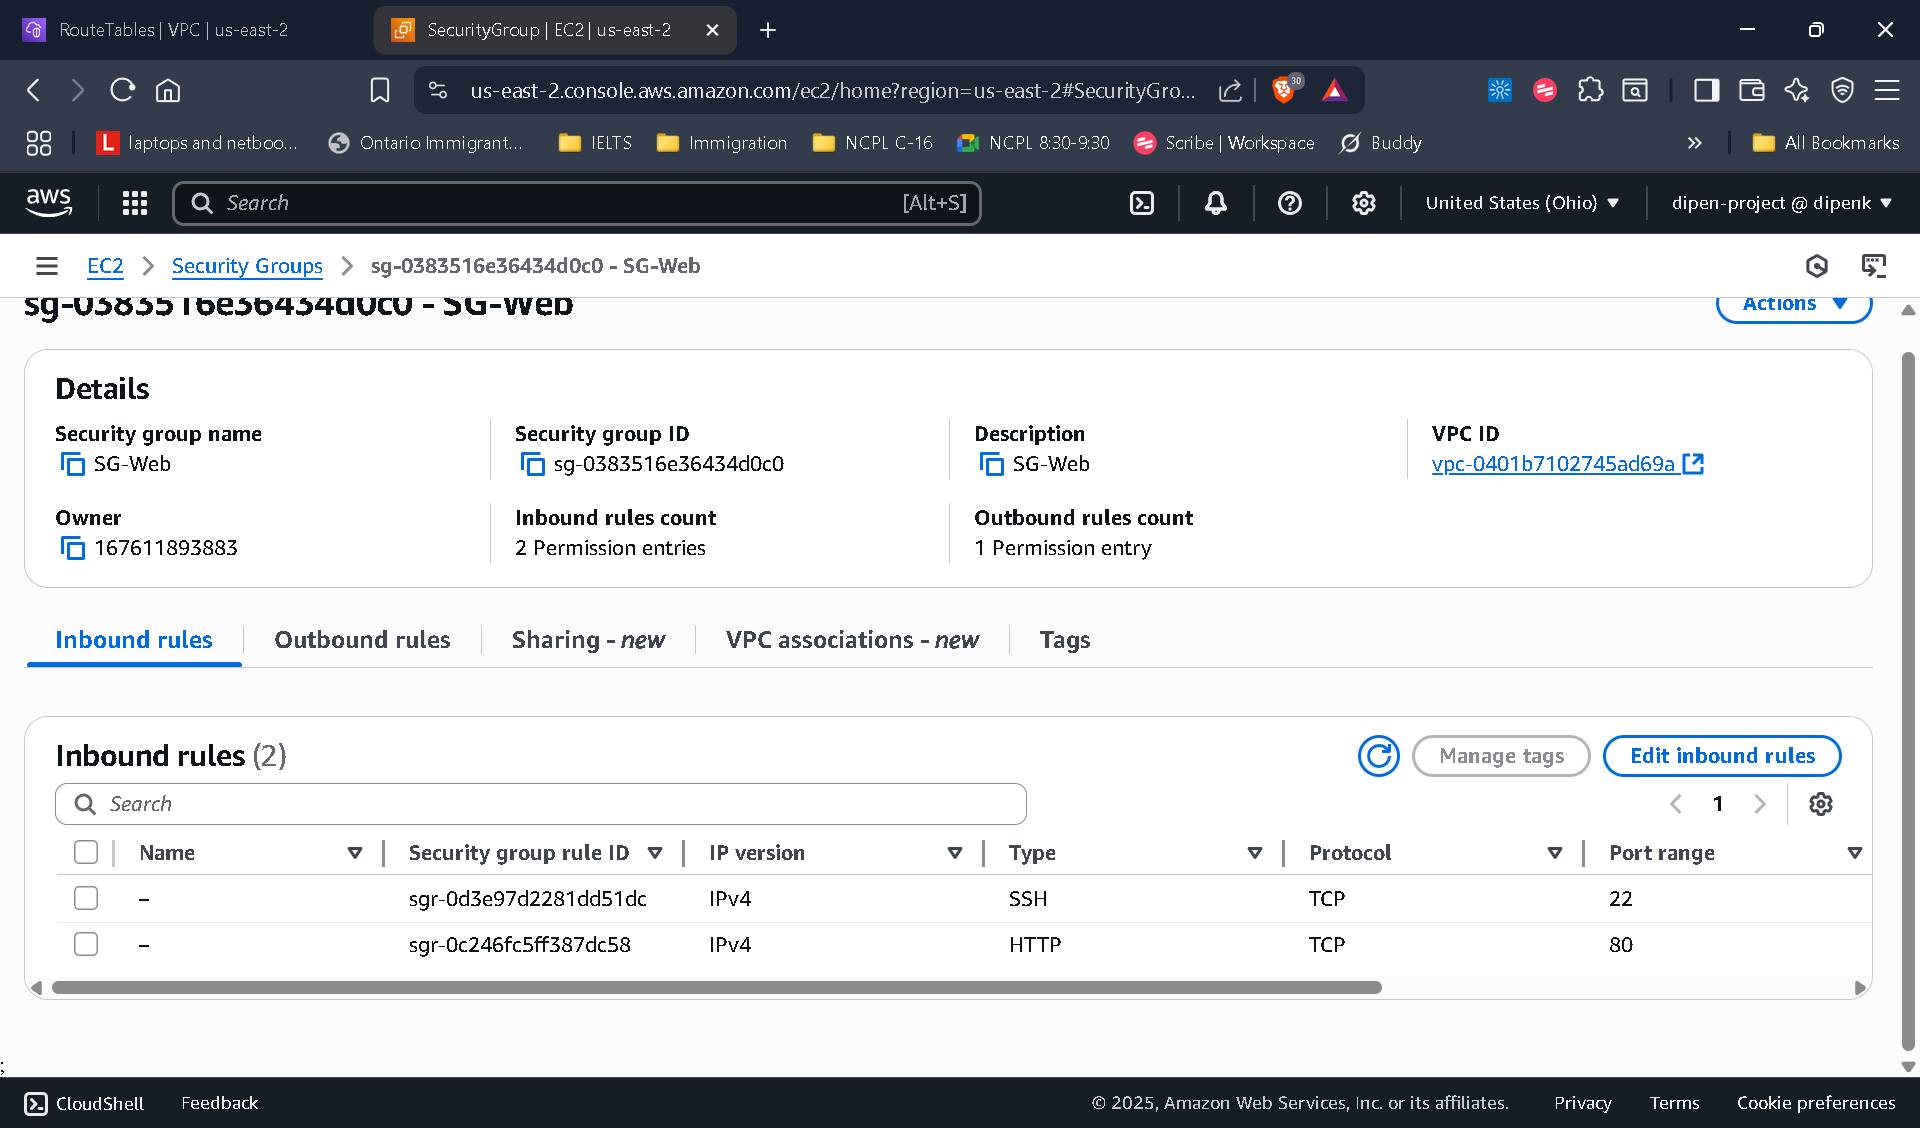 RouteTables | VPC | us-east-2
SecurityGroup | EC2 | us-east-2
us-east-2.console.aws.amazon.com/ec2/home?region=us-east-2#SecurityGro...
30
laptops and netboo...
Ontario Immigrant...
IELTS
Immigration
NCPL C-16
NCPL 8:30-9:30
Scribe | Workspace
Buddy
All Bookmarks
aws
Search
[Alt+S]
United States (Ohio)
dipen-project @ dipenk
EC2
Security Groups
sg-0383516e36434d0c0 - SG-Web
sg-0383516e36434d0c0 - SG-Web
Actions
Details
Security group name
SG-Web
Security group ID
sg-0383516e36434d0c0
Description
SG-Web
VPC ID
vpc-0401b7102745ad69a
Owner
167611893883
Inbound rules count
2 Permission entries
Outbound rules count
1 Permission entry
Inbound rules
Outbound rules
Sharing - new
VPC associations - new
Tags
Inbound rules (2)
Manage tags
Edit inbound rules
Search
1
Name Security group rule ID IP version Type Protocol Port range
– sgr-0d3e97d2281dd51dc IPv4 SSH TCP 22
– sgr-0c246fc5ff387dc58 IPv4 HTTP TCP 80
;
CloudShell
Feedback
© 2025, Amazon Web Services, Inc. or its affiliates.
Privacy
Terms
Cookie preferences